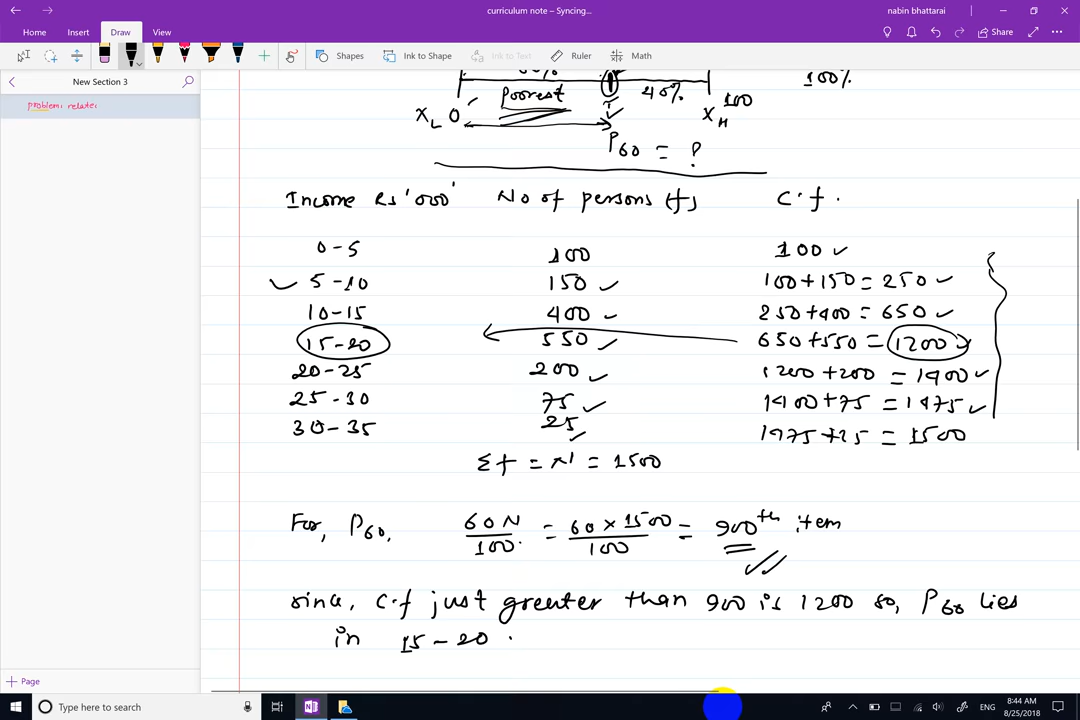 curriculum note - Syncing...
nabin bhattarai
Home Insert Draw View
Share
Shapes Ink to Shape Ink to Text Ruler Math
New Section 3
problem relate
Page
Poorest 40% 100%
XL 0 XH 100
P60 = ?
Income Rs '000' No of persons (f) C.f.
0-5 100 100
5-10 150 100+150=250
10-15 400 250+400=650
15-20 550 650+550=1200
20-25 200 1200+200=1400
25-30 75 1400+75=1475
30-35 25 1475+25=1500
Σf = N = 1500
For, P60, 60N/100 = 60×1500/100 = 900th item
since, C.f just greater than 900 is 1200 so, P60 lies
in 15-20.
Type here to search
ENG
8:44 AM
8/25/2018